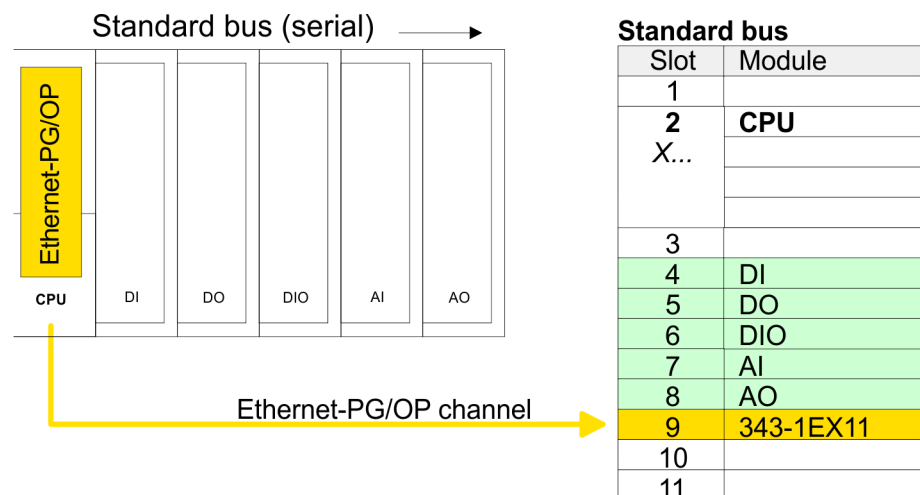 Standard bus (serial)
Ethernet-PG/OP
CPU
DI
DO
DIO
AI
AO
Ethernet-PG/OP channel
Standard bus
Slot Module
1
2 CPU
X...
3
4 DI
5 DO
6 DIO
7 AI
8 AO
9 343-1EX11
10
11